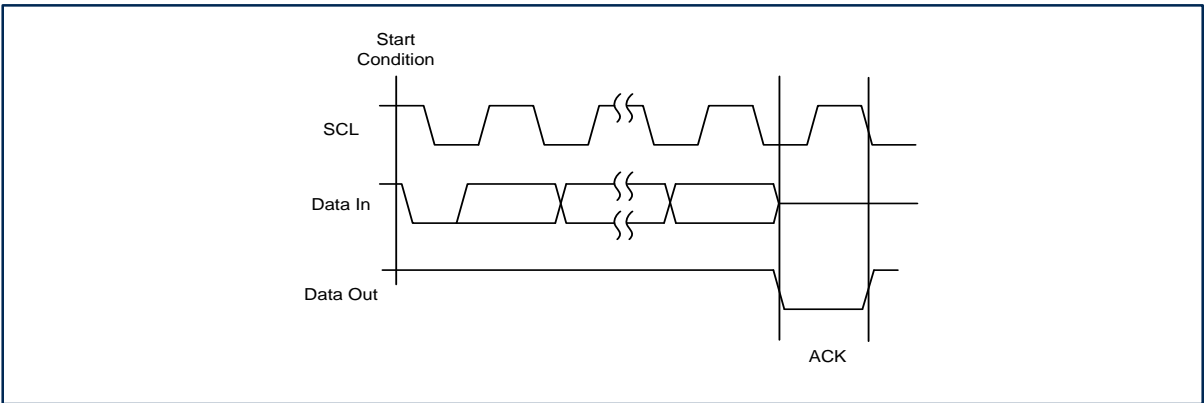 Start
Condition
SCL
Data In
Data Out
ACK